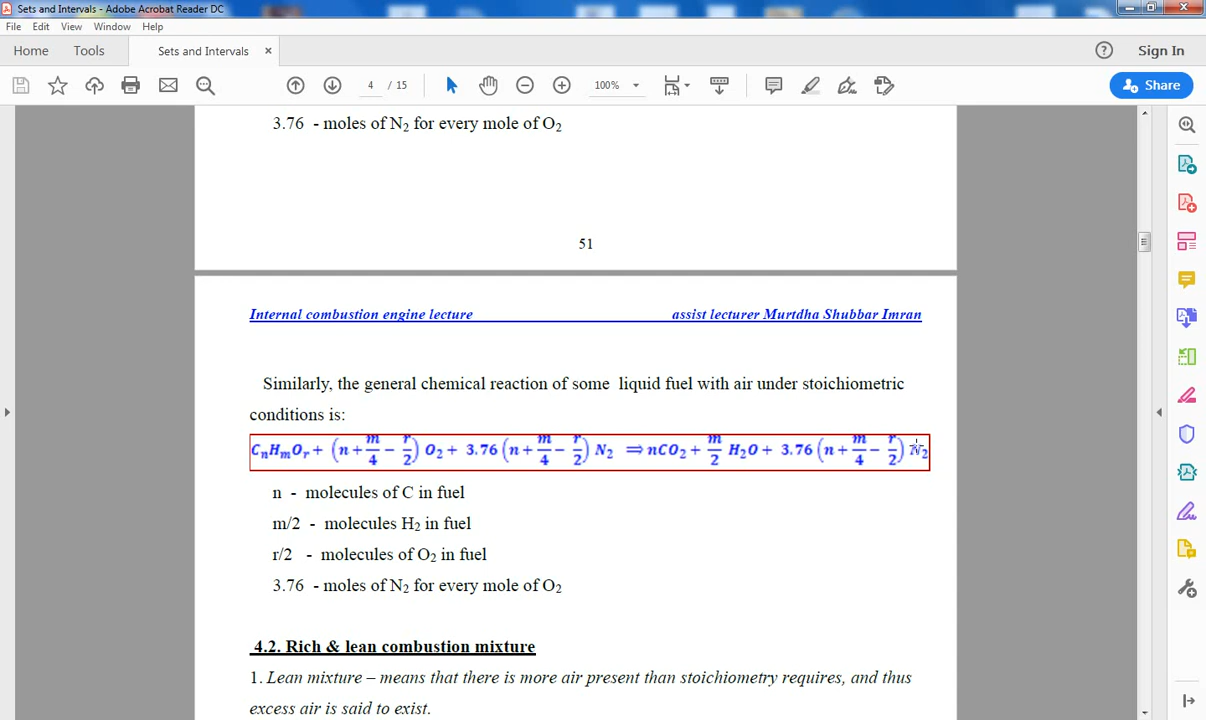 Sets and Intervals - Adobe Acrobat Reader DC
File Edit View Window Help
Home Tools Sets and Intervals × Sign In
4 / 15 100% Share
3.76 - moles of N₂ for every mole of O₂
51
Internal combustion engine lecture assist lecturer Murtdha Shubbar Imran
Similarly, the general chemical reaction of some liquid fuel with air under stoichiometric
conditions is:
CₙHₘOᵣ + (n + m/4 − r/2) O₂ + 3.76 (n + m/4 − r/2) N₂ ⟹ nCO₂ + m/2 H₂O + 3.76 (n + m/4 − r/2) N₂
n - molecules of C in fuel
m/2 - molecules H₂ in fuel
r/2 - molecules of O₂ in fuel
3.76 - moles of N₂ for every mole of O₂
4.2. Rich & lean combustion mixture
1. Lean mixture – means that there is more air present than stoichiometry requires, and thus
excess air is said to exist.